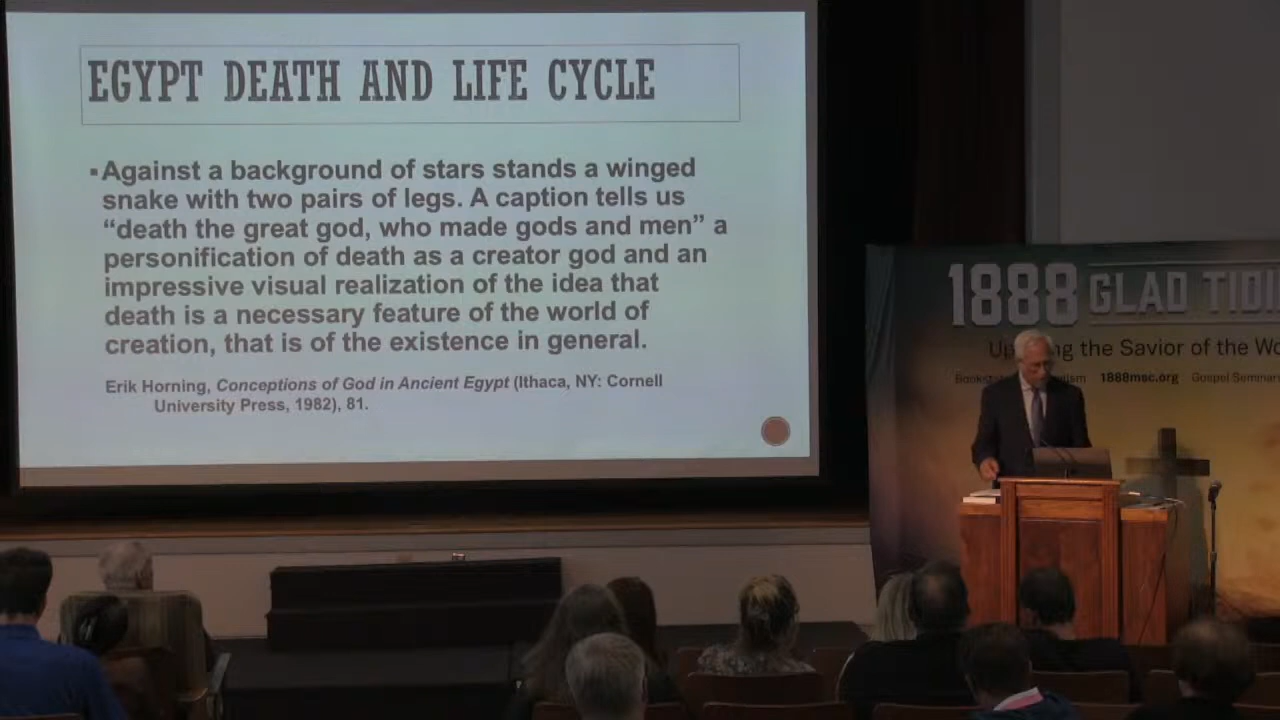 EGYPT DEATH AND LIFE CYCLE
▪Against a background of stars stands a winged
snake with two pairs of legs. A caption tells us
“death the great god, who made gods and men” a
personification of death as a creator god and an
impressive visual realization of the idea that
death is a necessary feature of the world of
creation, that is of the existence in general.
Erik Horning, Conceptions of God in Ancient Egypt (Ithaca, NY: Cornell
University Press, 1982), 81.
1888 GLAD TIDI
Up ng the Savior of the Wo
Bookst ism 1888msc.org Gospel Seminar